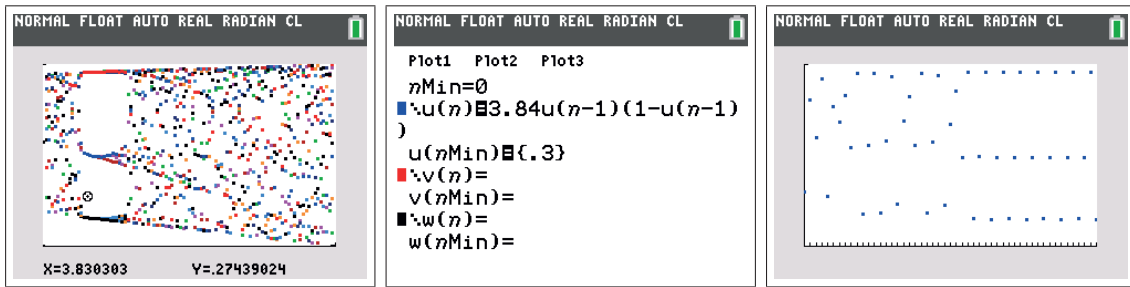 NORMAL FLOAT AUTO REAL RADIAN CL
X=3.830303 Y=.27439024
NORMAL FLOAT AUTO REAL RADIAN CL
Plot1 Plot2 Plot3
nMin=0
u(n)=3.84u(n-1)(1-u(n-1)
)
u(nMin)={.3}
v(n)=
v(nMin)=
w(n)=
w(nMin)=
NORMAL FLOAT AUTO REAL RADIAN CL